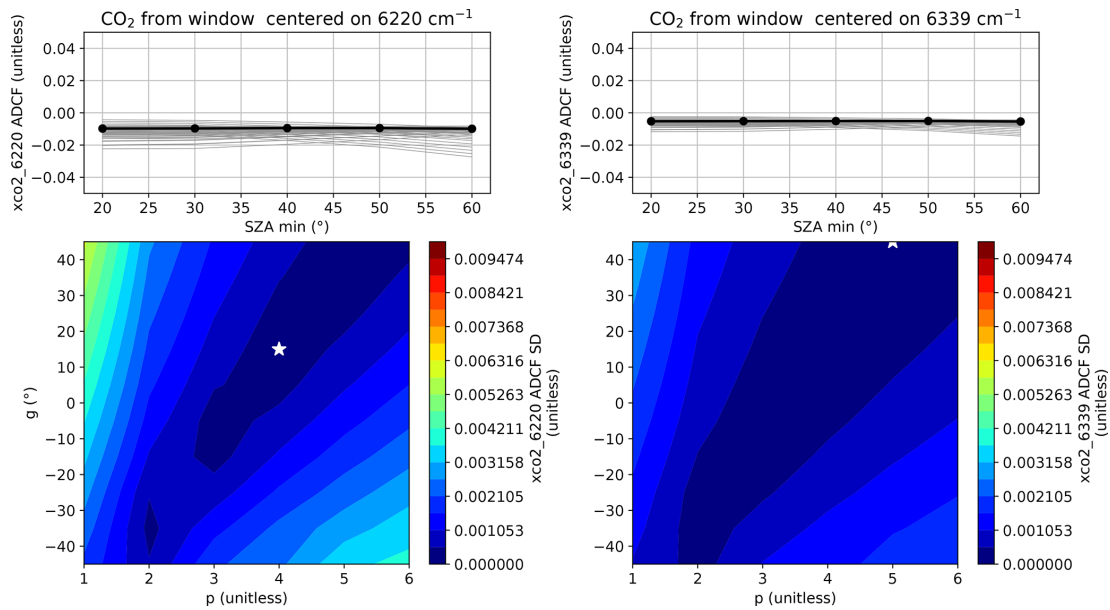 CO₂ from window  centered on 6220 cm⁻¹
xco2_6220 ADCF (unitless)
0.04
0.02
0.00
−0.02
−0.04
20 25 30 35 40 45 50 55 60
SZA min (°)
CO₂ from window  centered on 6339 cm⁻¹
xco2_6339 ADCF (unitless)
0.04
0.02
0.00
−0.02
−0.04
20 25 30 35 40 45 50 55 60
SZA min (°)
g (°)
40
30
20
10
0
−10
−20
−30
−40
1 2 3 4 5 6
p (unitless)
0.009474
0.008421
0.007368
0.006316
0.005263
0.004211
0.003158
0.002105
0.001053
0.000000
xco2_6220 ADCF SD
(unitless)
40
30
20
10
0
−10
−20
−30
−40
1 2 3 4 5 6
p (unitless)
0.009474
0.008421
0.007368
0.006316
0.005263
0.004211
0.003158
0.002105
0.001053
0.000000
xco2_6339 ADCF SD
(unitless)